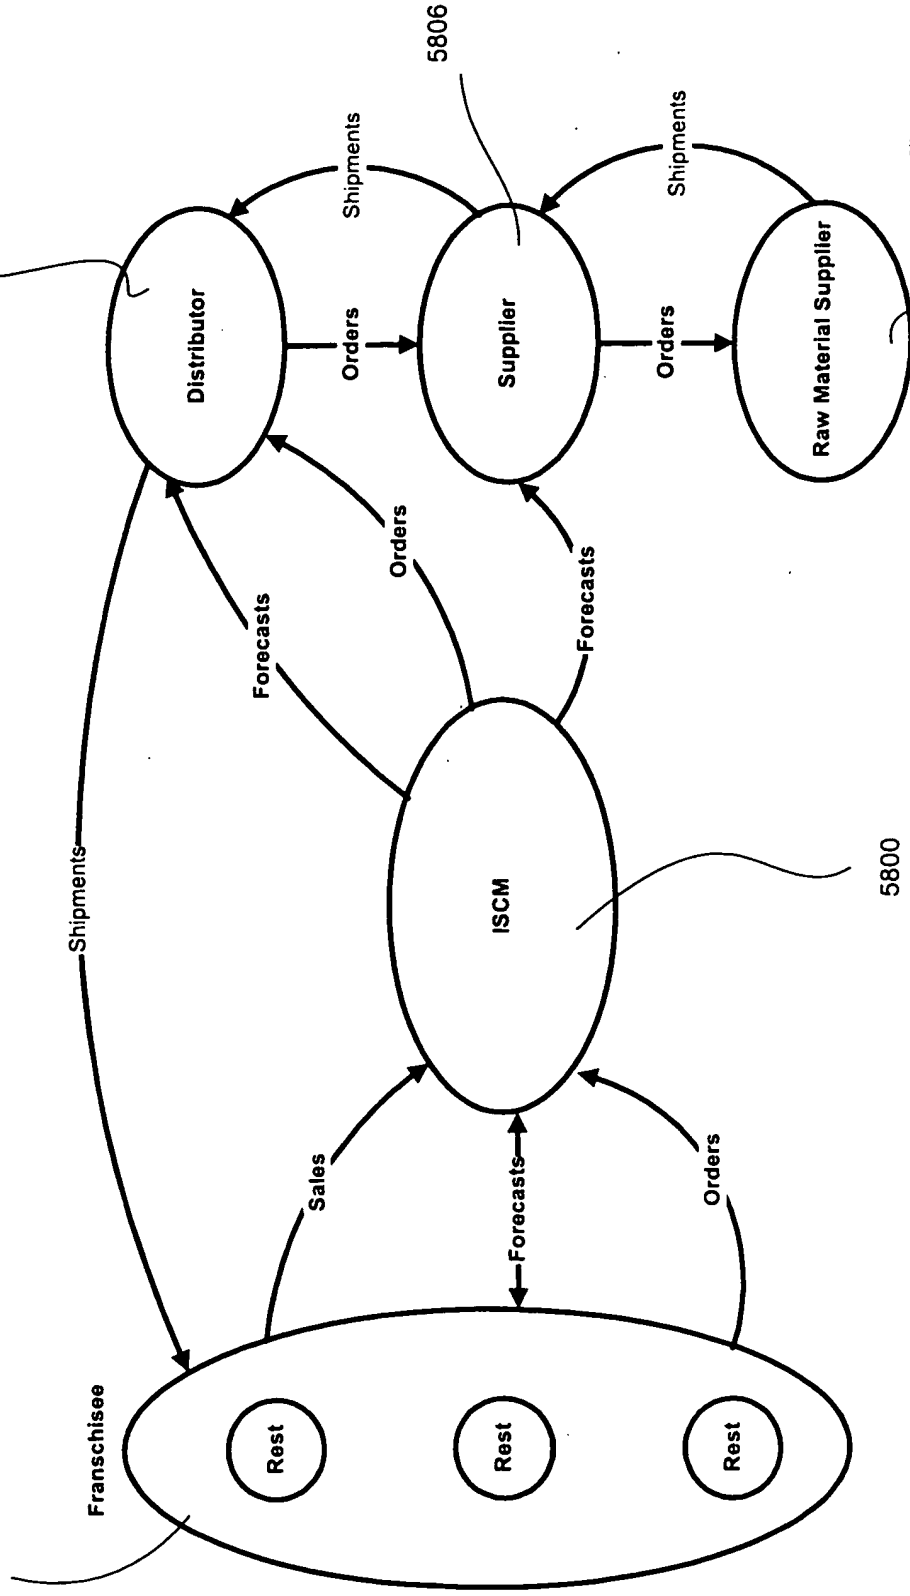 Shipments
Franschisee
Distributor
Forecasts
Rest
Sales
Orders
Shipments
Orders
5806
Rest
ISCM
Supplier
Forecasts
Forecasts
Orders
Shipments
Orders
Rest
Raw Material Supplier
5800